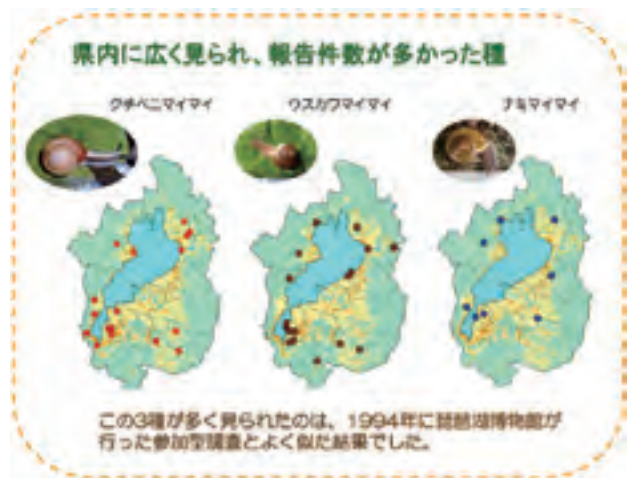 県内に広く見られ、報告件数が多かった種
クチベニマイマイ
ウスカワマイマイ
ナミマイマイ
この3種が多く見られたのは、1994年に琵琶湖博物館が
行った参加型調査とよく似た結果でした。